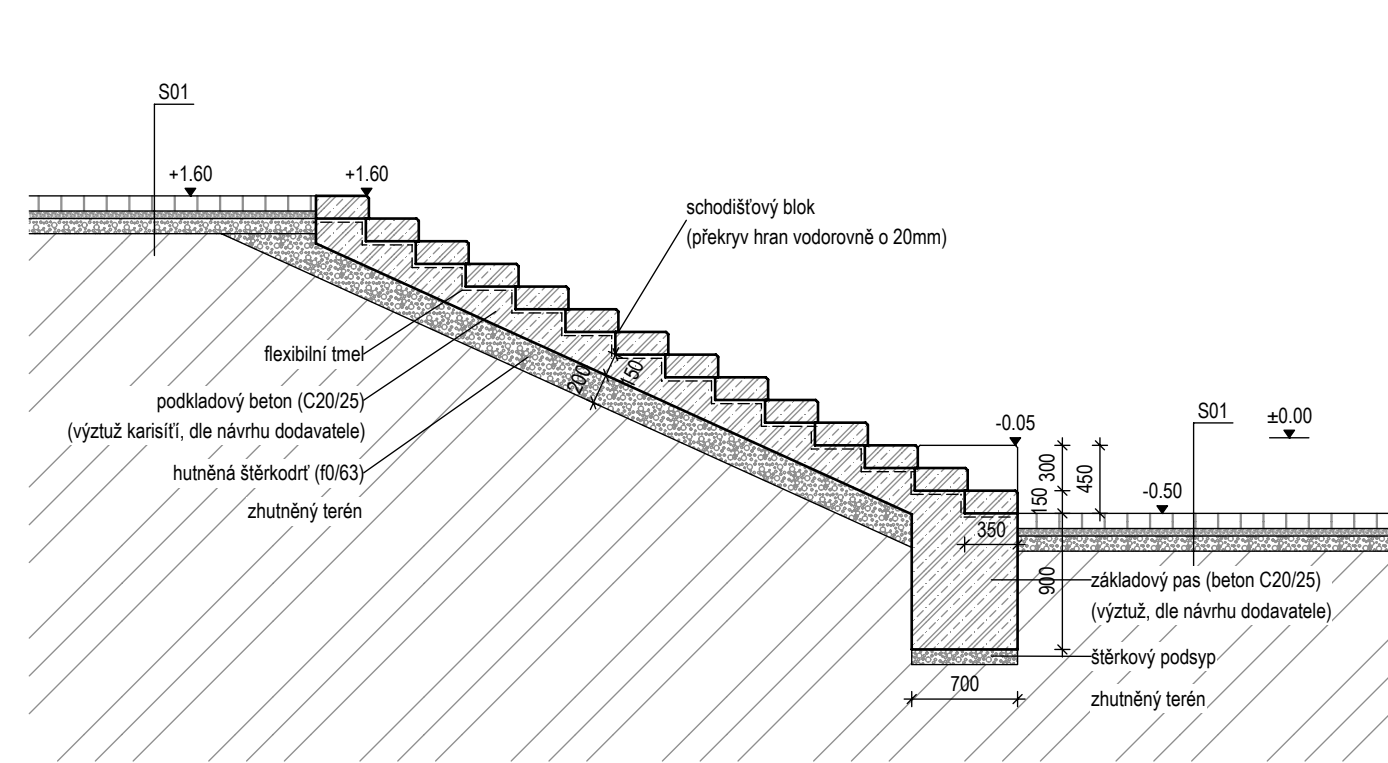 S01
+1.60
+1.60
schodišťový blok
(překryv hran vodorovně o 20mm)
flexibilní tmel
podkladový beton (C20/25)
(výztuž karisítí, dle návrhu dodavatele)
hutněná štěrkodrť (f0/63)
zhutněný terén
200
150
-0.05
S01
±0.00
300
450
150
-0.50
350
900
základový pas (beton C20/25)
(výztuž, dle návrhu dodavatele)
štěrkový podsyp
700
zhutněný terén